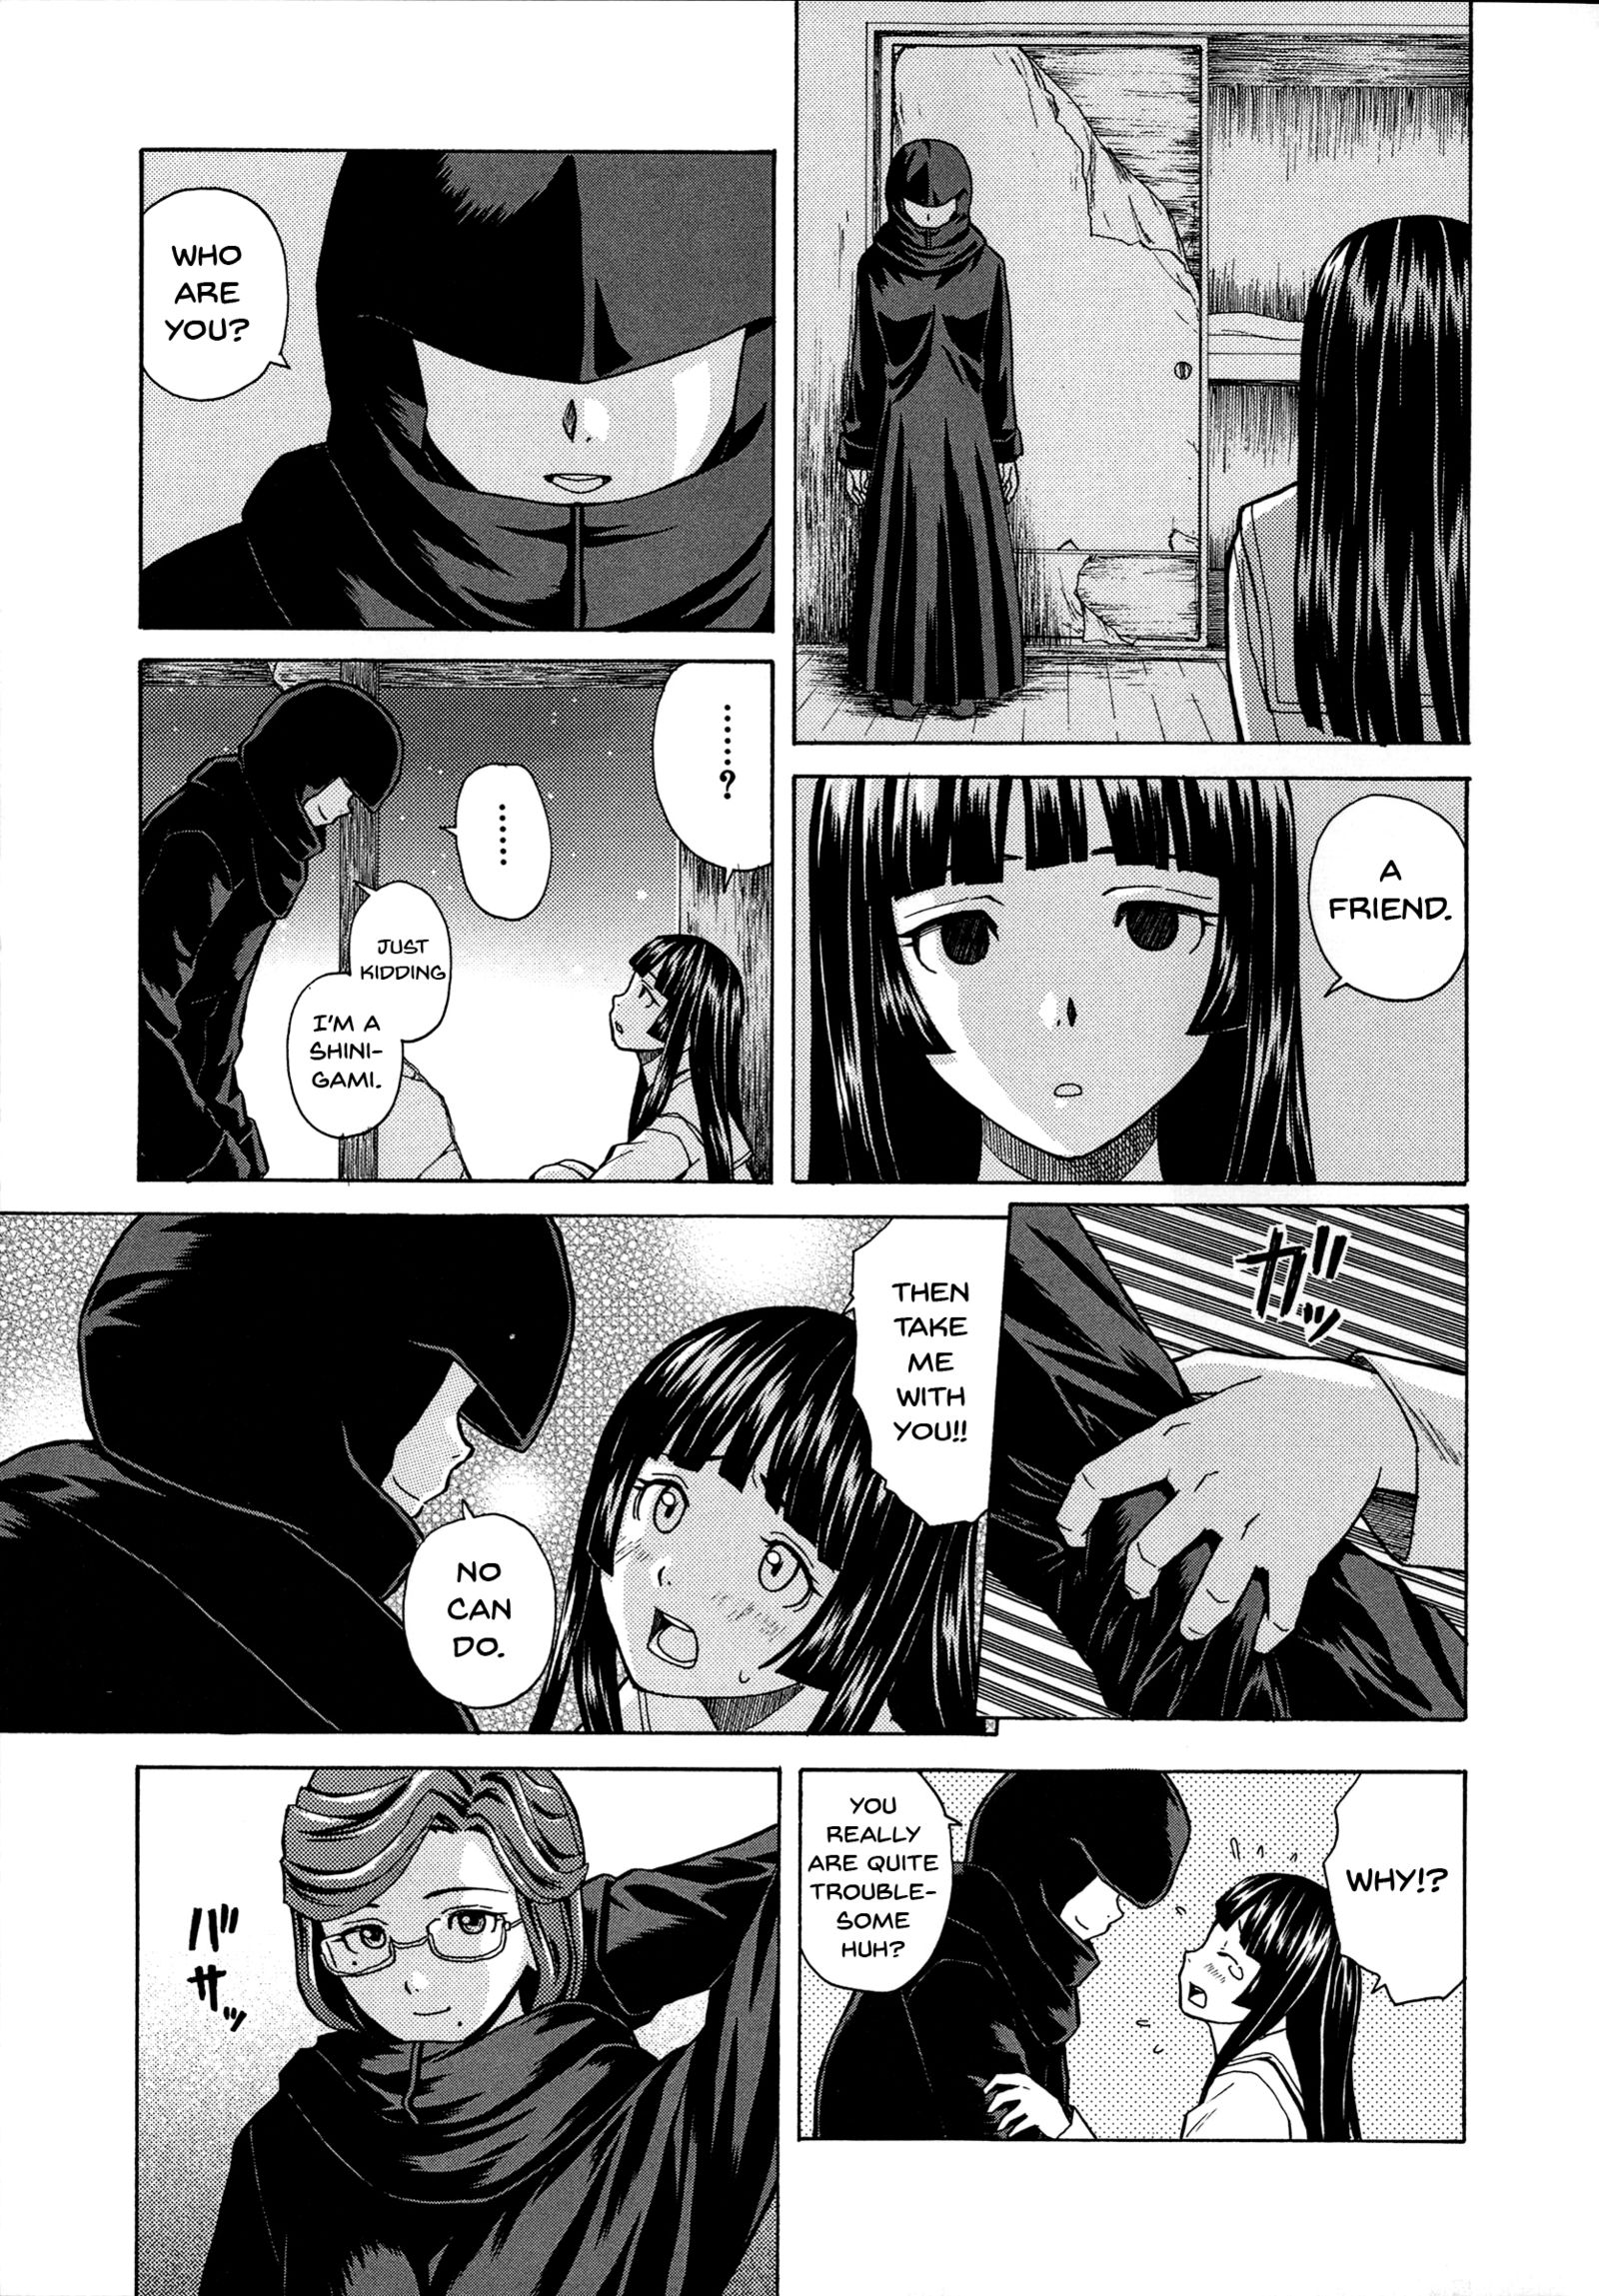 WHO
ARE
YOU?
A
FRIEND.
......?
......
JUST
KIDDING
I'M A
SHINI-
GAMI.
ガッ
THEN
TAKE
ME
WITH
YOU!!
NO
CAN
DO.
WHY!?
YOU
REALLY
ARE QUITE
TROUBLE-
SOME
HUH?
バサッ